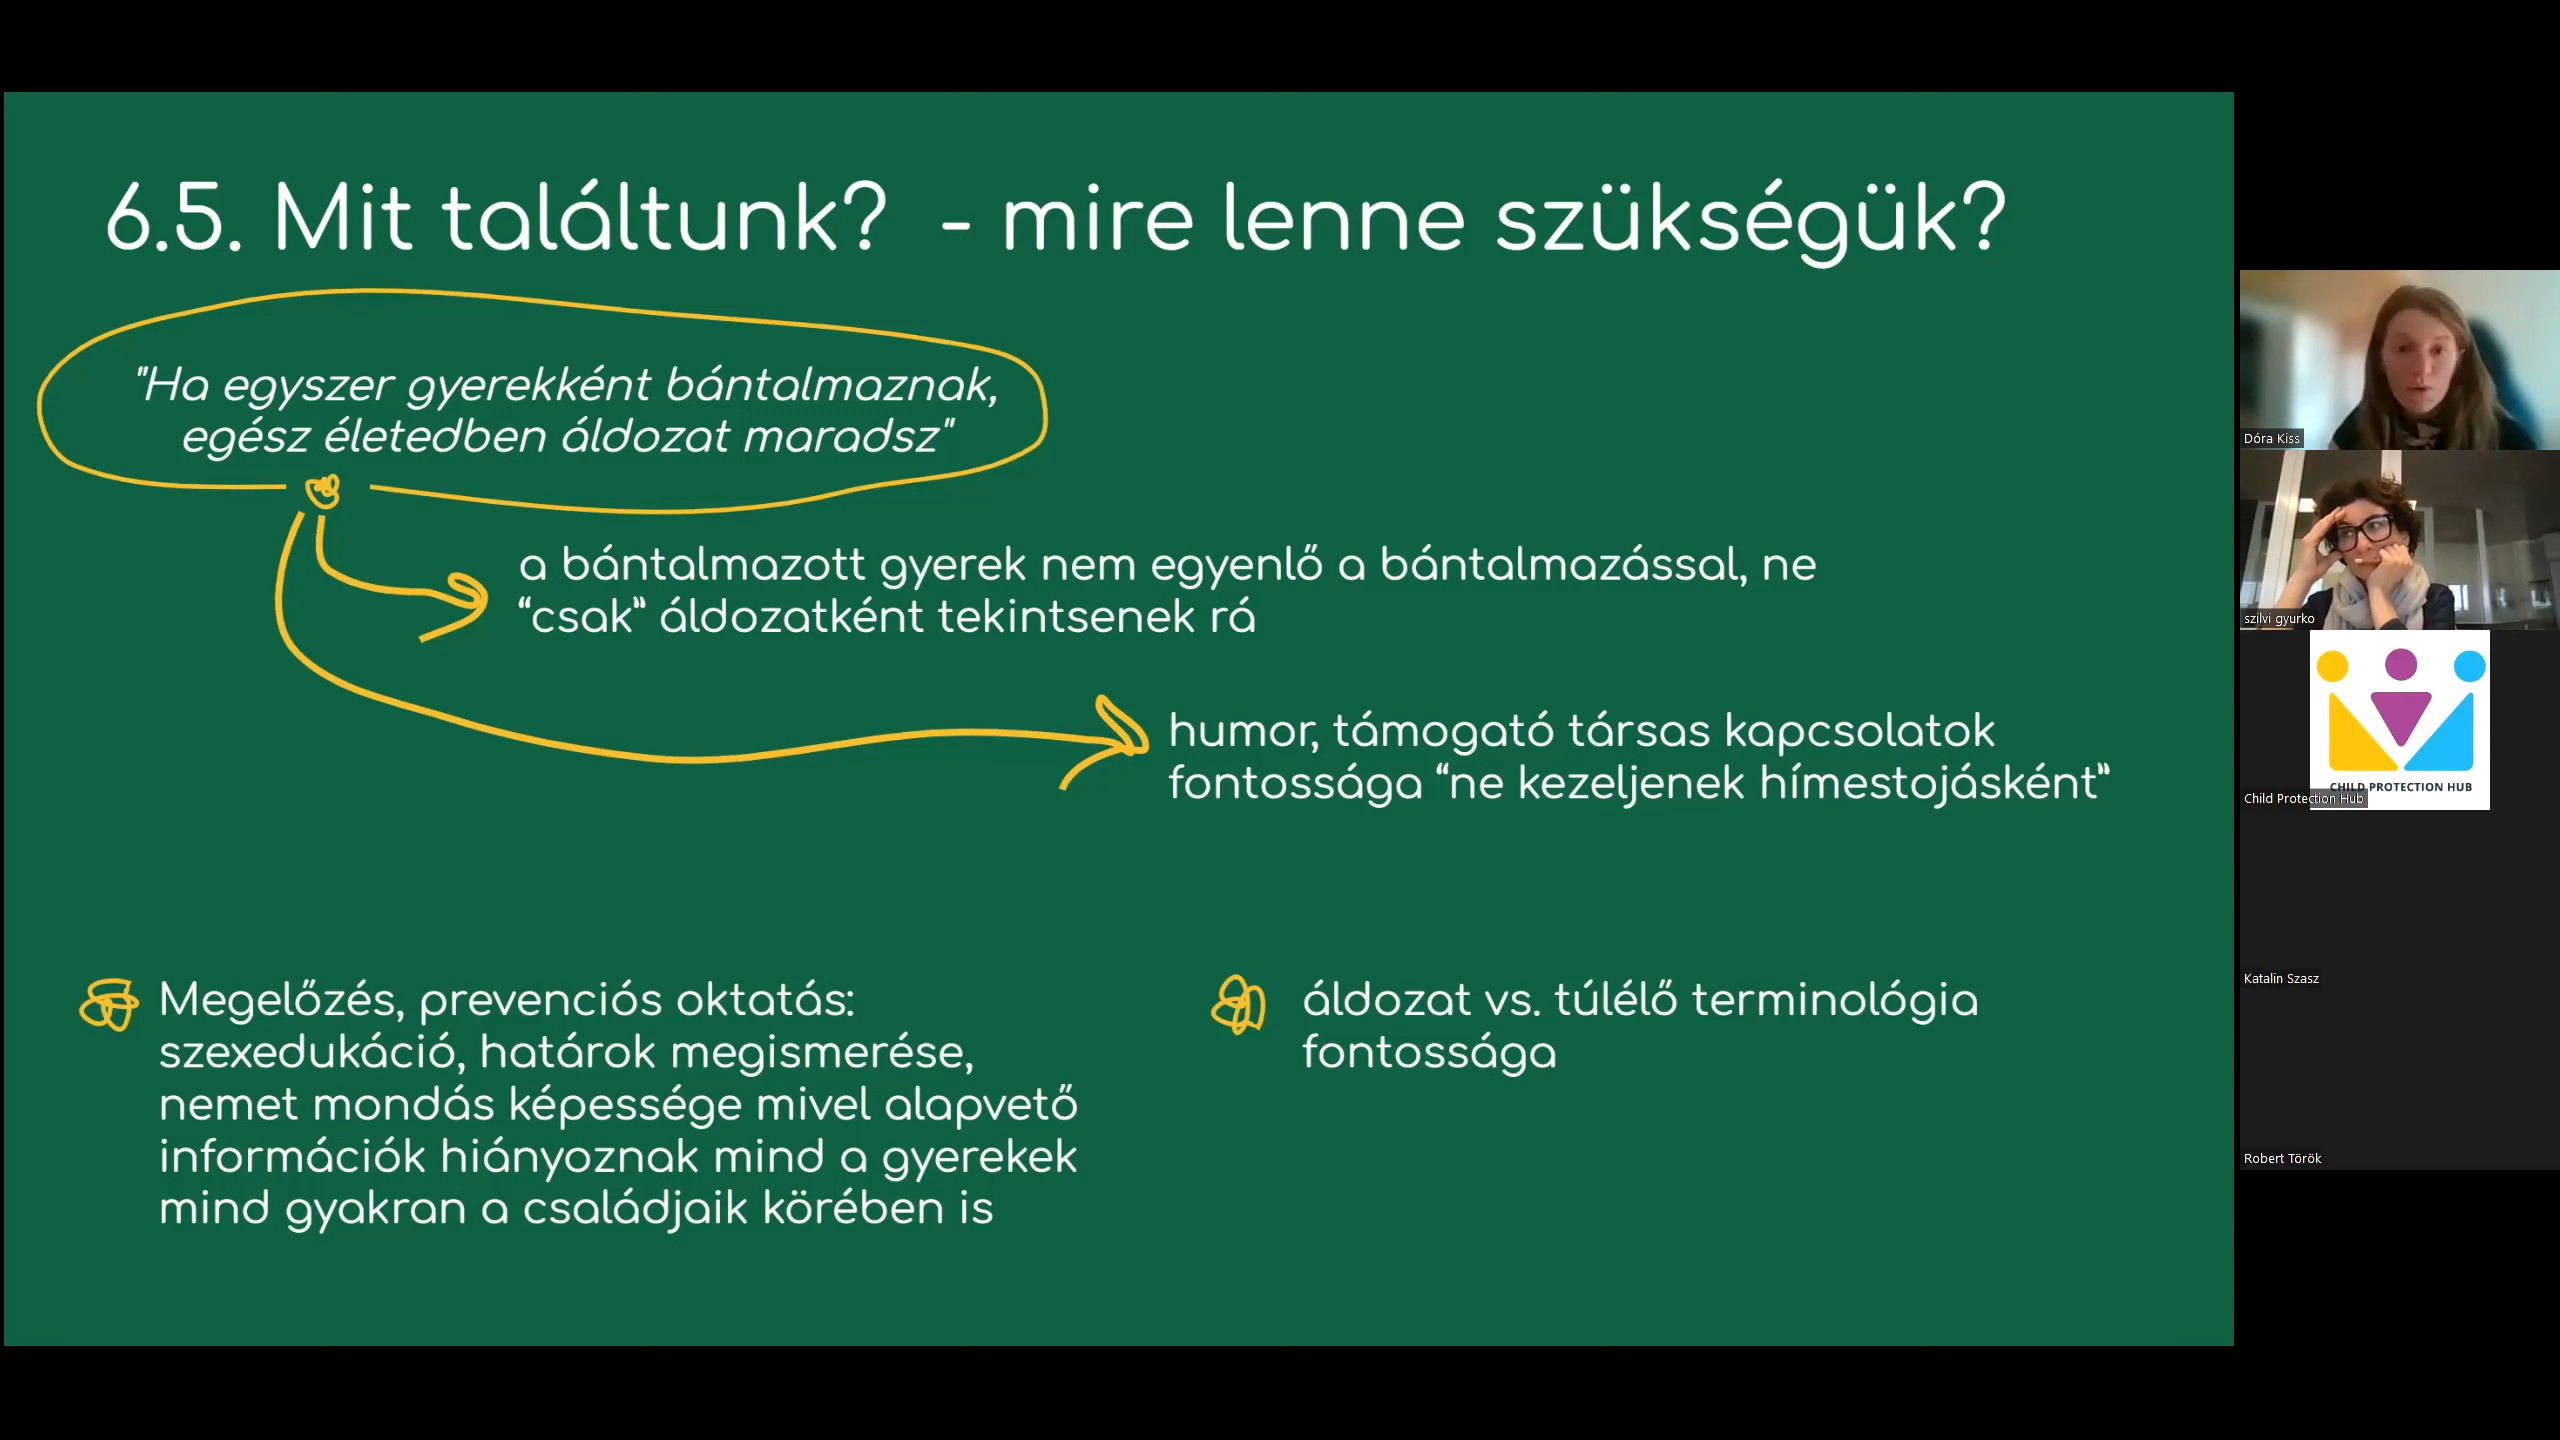 6.5. Mit találtunk?  - mire lenne szükségük?
"Ha egyszer gyerekként bántalmaznak,
egész életedben áldozat maradsz"
a bántalmazott gyerek nem egyenlő a bántalmazással, ne
“csak” áldozatként tekintsenek rá
humor, támogató társas kapcsolatok
fontossága “ne kezeljenek hímestojásként”
Megelőzés, prevenciós oktatás:
szexedukáció, határok megismerése,
nemet mondás képessége mivel alapvető
információk hiányoznak mind a gyerekek
mind gyakran a családjaik körében is
áldozat vs. túlélő terminológia
fontossága
Dóra Kiss
szilvi gyurko
CHILD PROTECTION HUB
Child Protection Hub
Katalin Szasz
Robert Török